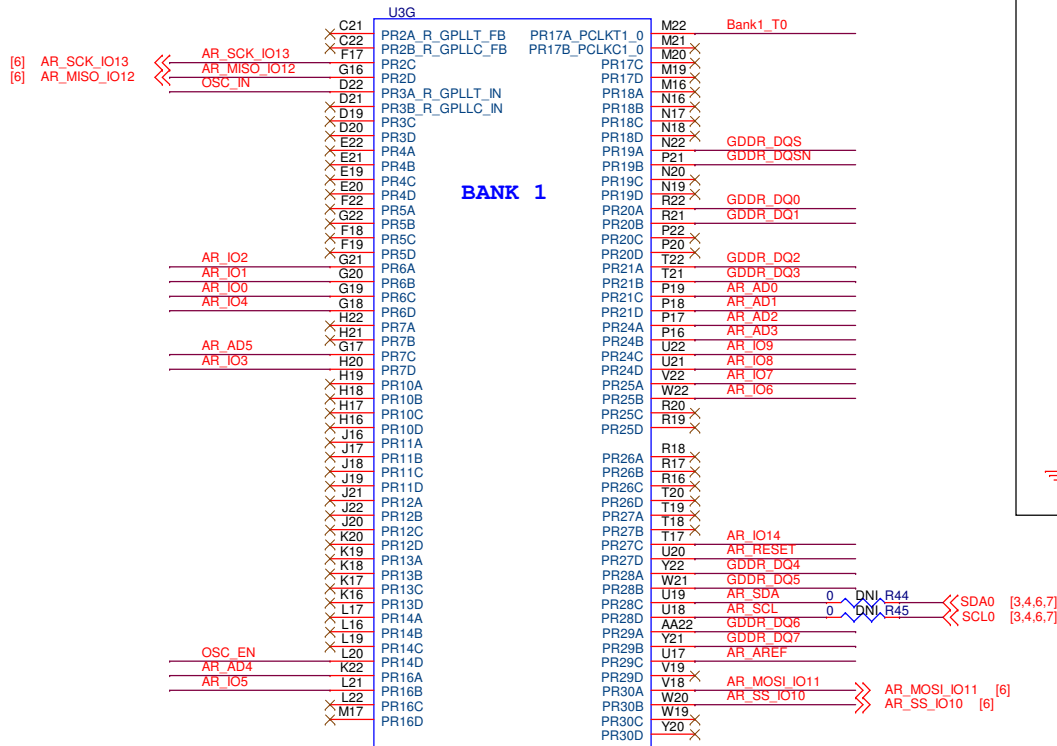 U3G
C21 PR2A_R_GPLLT_FB PR17A_PCLKT1_0 M22 Bank1_T0
C22 PR2B_R_GPLLC_FB PR17B_PCLKC1_0 M21
[6] AR_SCK_IO13 AR_SCK_IO13 F17 PR2C PR17C M20
[6] AR_MISO_IO12 AR_MISO_IO12 G16 PR2D PR17D M19
OSC_IN D22 PR3A_R_GPLLT_IN PR18A M16
D21 PR3B_R_GPLLC_IN PR18B N16
D19 PR3C PR18C N17
D20 PR3D PR18D N18
E22 PR4A PR19A N22 GDDR_DQS
E21 PR4B PR19B P21 GDDR_DQSN
E19 PR4C PR19C N20
BANK 1
E20 PR4D PR19D N19
F22 PR5A PR20A R22 GDDR_DQ0
G22 PR5B PR20B R21 GDDR_DQ1
F18 PR5C PR20C P22
F19 PR5D PR20D P20
AR_IO2 G21 PR6A PR21A T22 GDDR_DQ2
AR_IO1 G20 PR6B PR21B T21 GDDR_DQ3
AR_IO0 G19 PR6C PR21C P19 AR_AD0
AR_IO4 G18 PR6D PR21D P18 AR_AD1
H22 PR7A PR24A P17 AR_AD2
H21 PR7B PR24B P16 AR_AD3
AR_AD5 G17 PR7C PR24C U22 AR_IO9
AR_IO3 H20 PR7D PR24D U21 AR_IO8
H19 PR10A PR25A V22 AR_IO7
H18 PR10B PR25B W22 AR_IO6
H17 PR10C PR25C R20
H16 PR10D PR25D R19
J16 PR11A
J17 PR11B PR26A R18
J18 PR11C PR26B R17
J19 PR11D PR26C R16
J21 PR12A PR26D T20
J22 PR12B PR27A T19
J20 PR12C PR27B T18
K20 PR12D PR27C T17 AR_IO14
K19 PR13A PR27D U20 AR_RESET
K18 PR13B PR28A Y22 GDDR_DQ4
K17 PR13C PR28B W21 GDDR_DQ5
K16 PR13D PR28C U19 AR_SDA 0 DNI R44 SDA0 [3,4,6,7]
L17 PR14A PR28D U18 AR_SCL 0 DNI R45 SCL0 [3,4,6,7]
L16 PR14B PR29A AA22 GDDR_DQ6
L19 PR14C PR29B Y21 GDDR_DQ7
OSC_EN L20 PR14D PR29C U17 AR_AREF
AR_AD4 K22 PR16A PR29D V19
AR_IO5 L21 PR16B PR30A V18 AR_MOSI_IO11 AR_MOSI_IO11 [6]
L22 PR16C PR30B W20 AR_SS_IO10 AR_SS_IO10 [6]
M17 PR16D PR30C W19
PR30D Y20